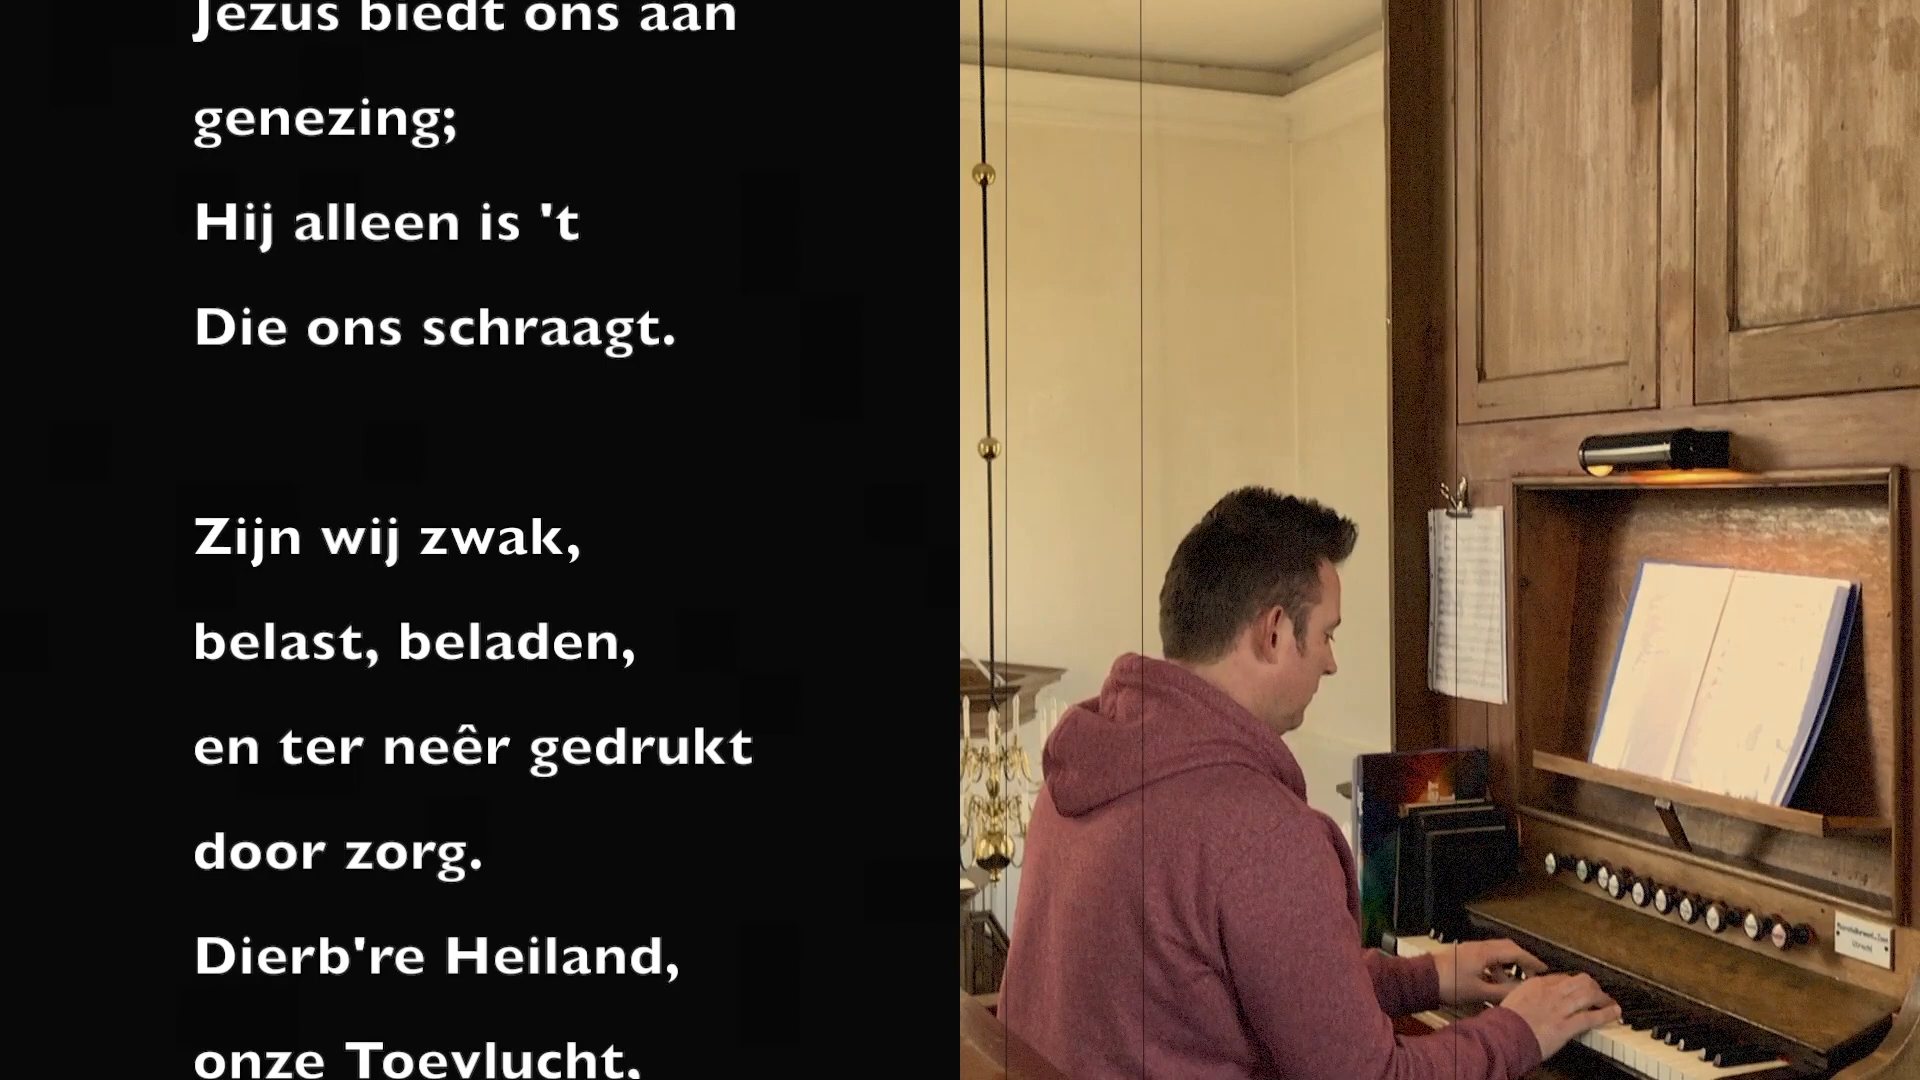 Jezus biedt ons aan
genezing;
Hij alleen is 't
Die ons schraagt.
Zijn wij zwak,
belast, beladen,
en ter neêr gedrukt
door zorg.
Dierb're Heiland,
onze Toevlucht,
Utrecht